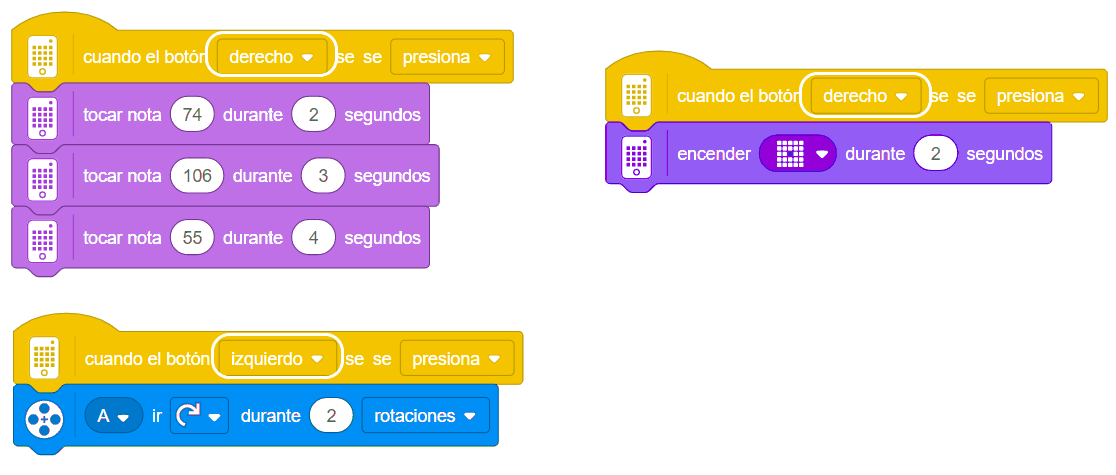 cuando el botón derecho se se presiona
tocar nota 74 durante 2 segundos
tocar nota 106 durante 3 segundos
tocar nota 55 durante 4 segundos
cuando el botón izquierdo se se presiona
A ir durante 2 rotaciones
cuando el botón derecho se se presiona
encender durante 2 segundos